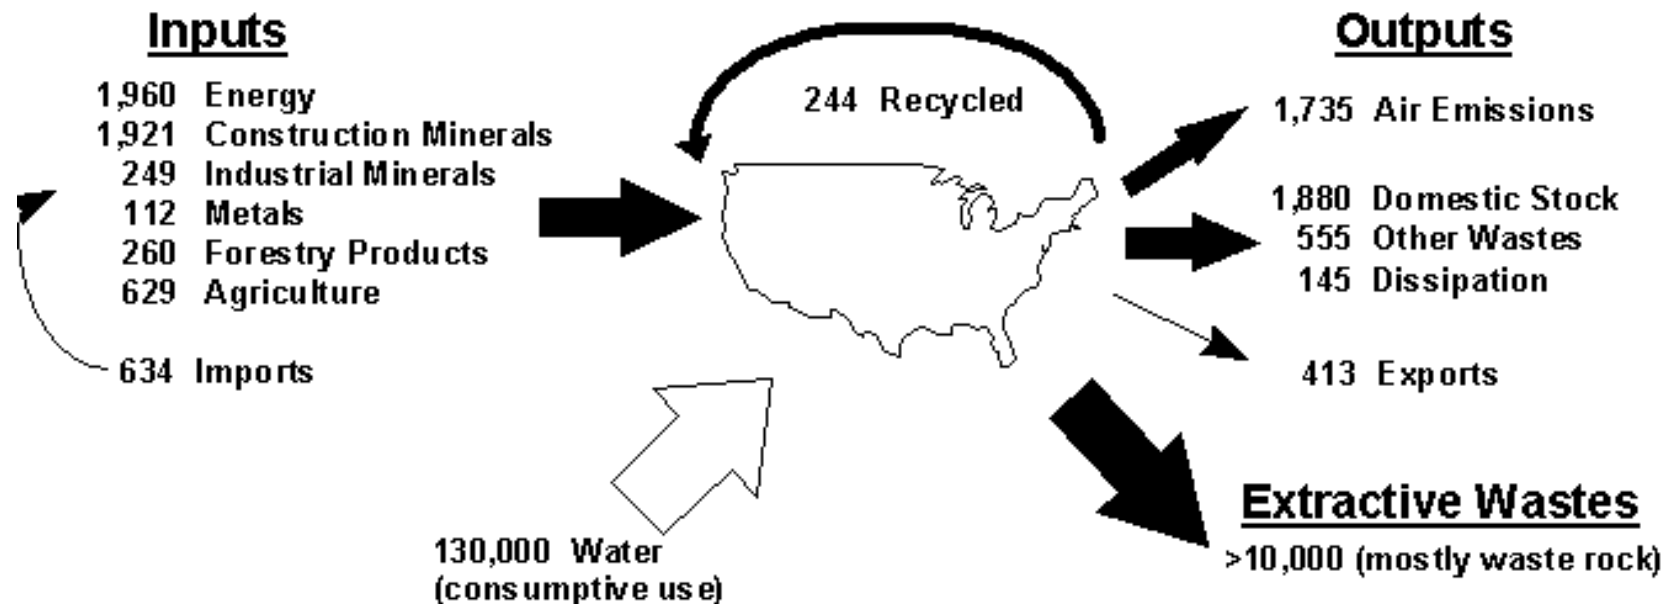 Inputs
1,960 Energy
1,921 Construction Minerals
249 Industrial Minerals
112 Metals
260 Forestry Products
629 Agriculture
634 Imports
244 Recycled
130,000 Water
(consumptive use)
Outputs
1,735 Air Emissions
1,880 Domestic Stock
555 Other Wastes
145 Dissipation
413 Exports
Extractive Wastes
>10,000 (mostly waste rock)